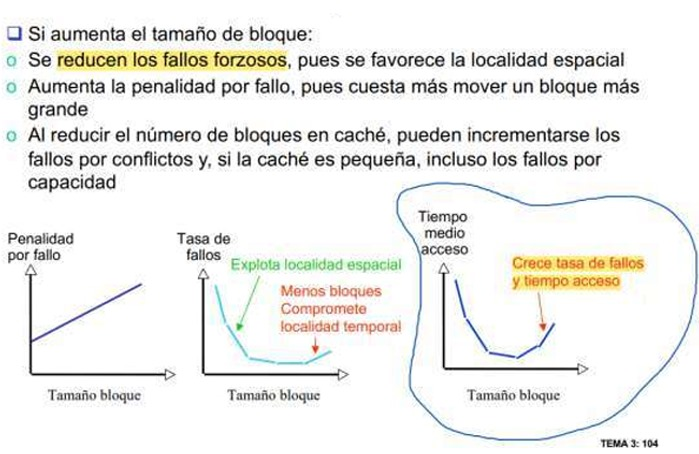 Si aumenta el tamaño de bloque:
Se reducen los fallos forzosos, pues se favorece la localidad espacial
Aumenta la penalidad por fallo, pues cuesta más mover un bloque más
grande
Al reducir el número de bloques en caché, pueden incrementarse los
fallos por conflictos y, si la caché es pequeña, incluso los fallos por
capacidad
Penalidad
por fallo
Tamaño bloque
Tasa de
fallos
Explota localidad espacial
Menos bloques
Compromete
localidad temporal
Tamaño bloque
Tiempo
medio
acceso
Crece tasa de fallos
y tiempo acceso
Tamaño bloque
TEMA 3: 104